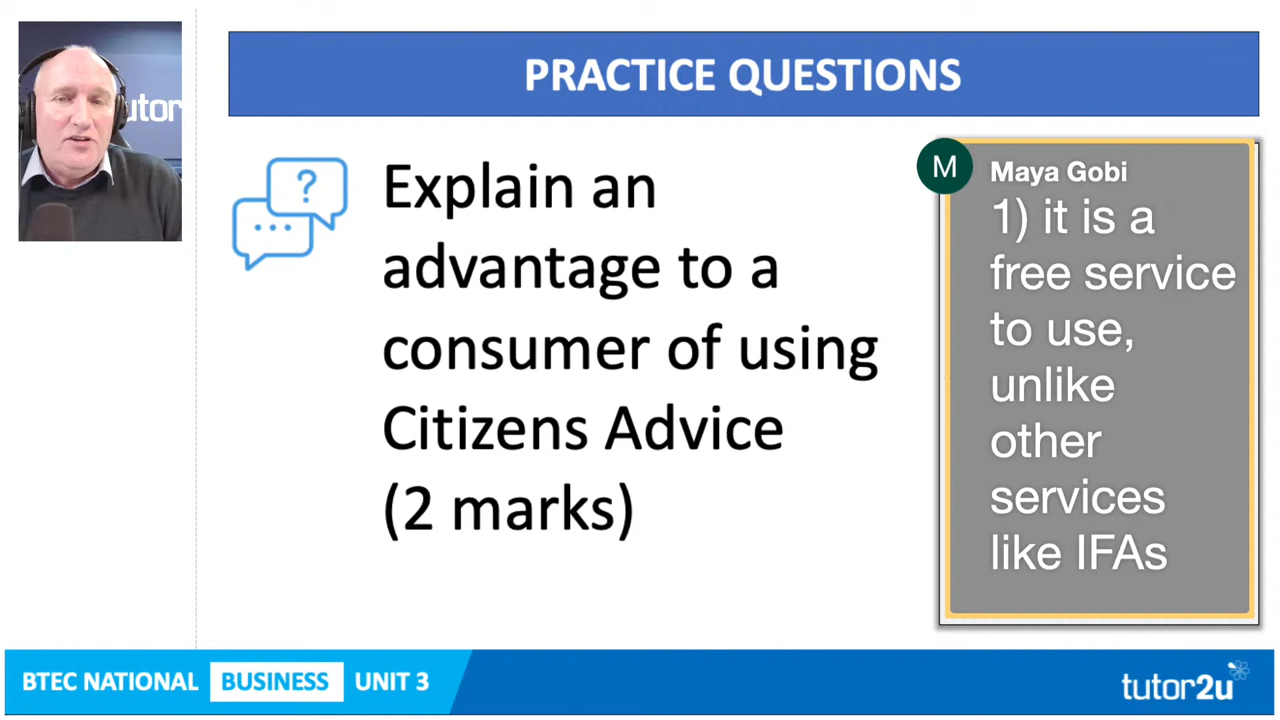 utor
PRACTICE QUESTIONS
?
Explain an
advantage to a
consumer of using
Citizens Advice
(2 marks)
M
Maya Gobi
1) it is a
free service
to use,
unlike
other
services
like IFAs
BTEC NATIONAL BUSINESS UNIT 3
tutor2u